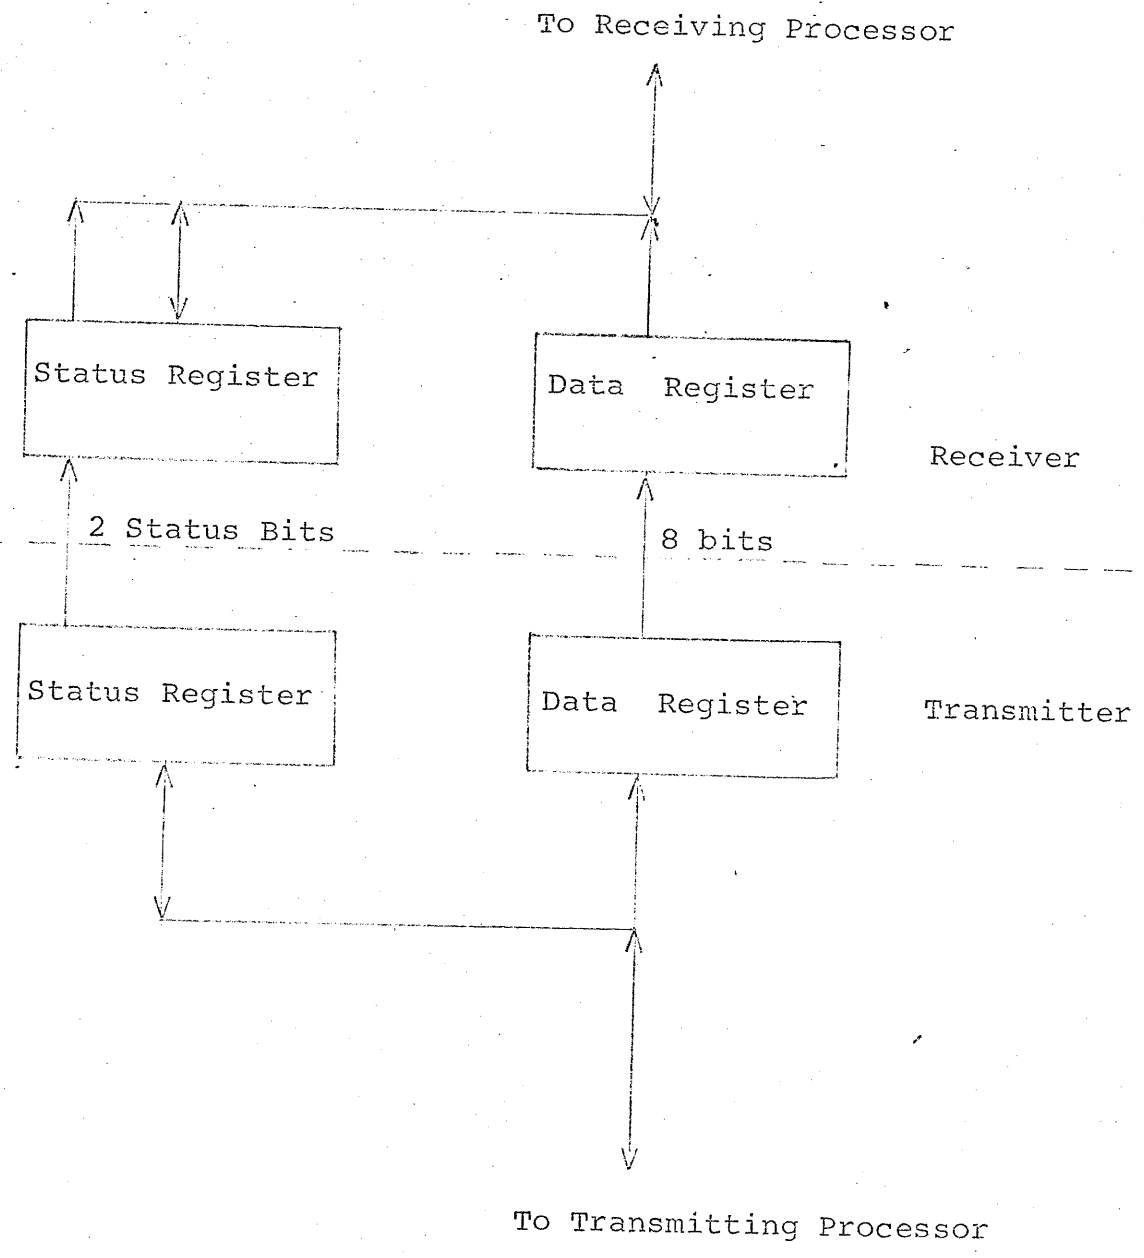 To Receiving Processor
Status Register
Data Register
Receiver
2 Status Bits
8 bits
Status Register
Data Register
Transmitter
To Transmitting Processor